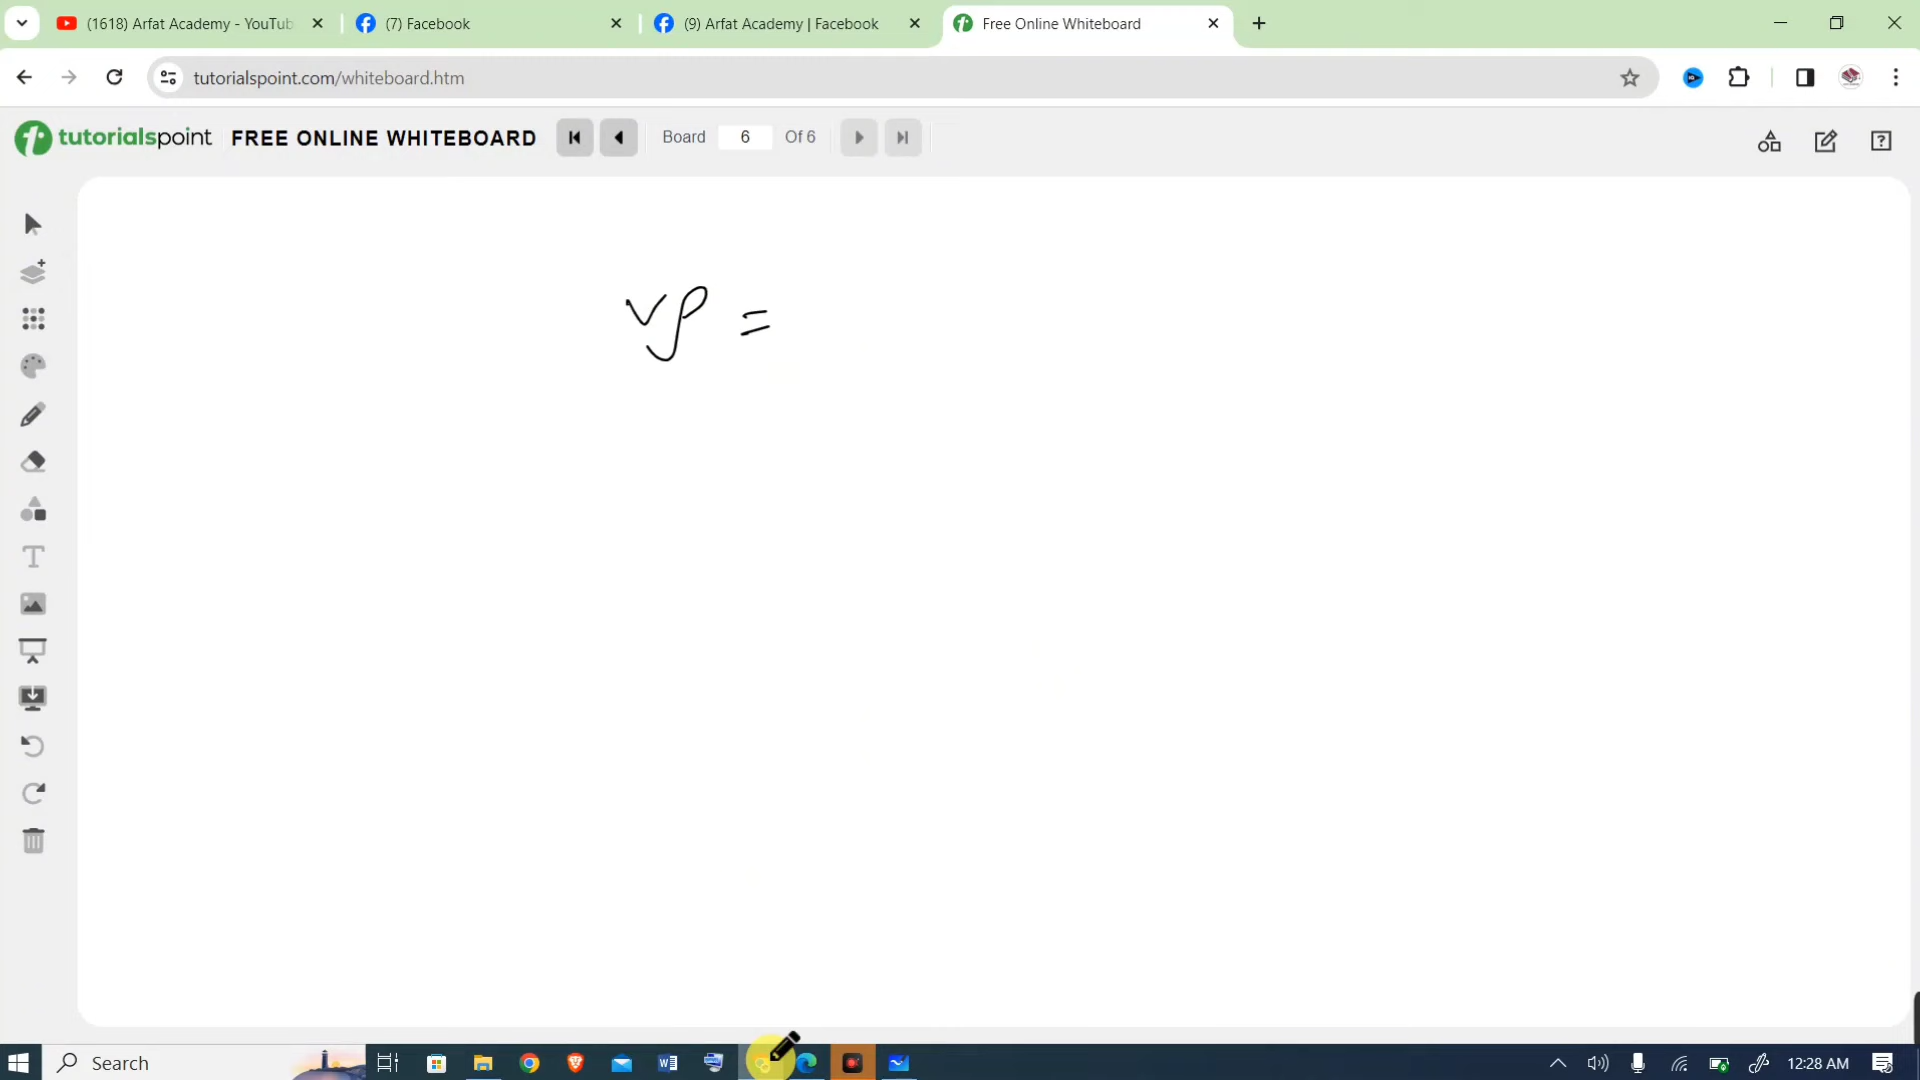 (1618) Arfat Academy - YouTub
(7) Facebook
(9) Arfat Academy | Facebook
Free Online Whiteboard
tutorialspoint.com/whiteboard.htm
tutorialspoint FREE ONLINE WHITEBOARD Board 6 Of 6
VP =
Search
12:28 AM